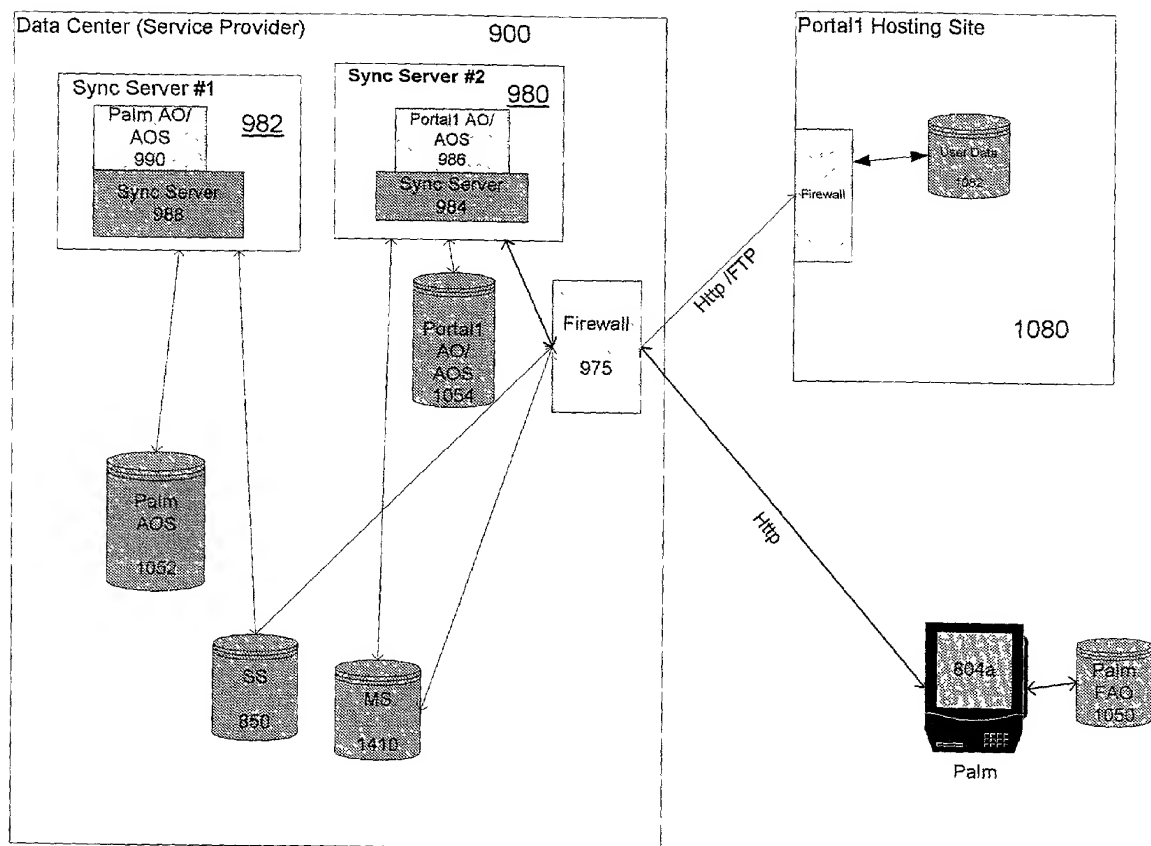 Data Center (Service Provider)
900
Sync Server #1
982
Palm AO/
AOS
990
Sync Server
988
Sync Server #2
980
Portal1 AO/
AOS
986
Sync Server
984
Portal1 Hosting Site
Firewall
User Data
1082
1080
Http /FTP
Firewall
975
Portal1
AO/
AOS
1054
Palm
AOS
1052
Http
SS
850
MS
1410
804a
Palm
Palm
FAO
1050